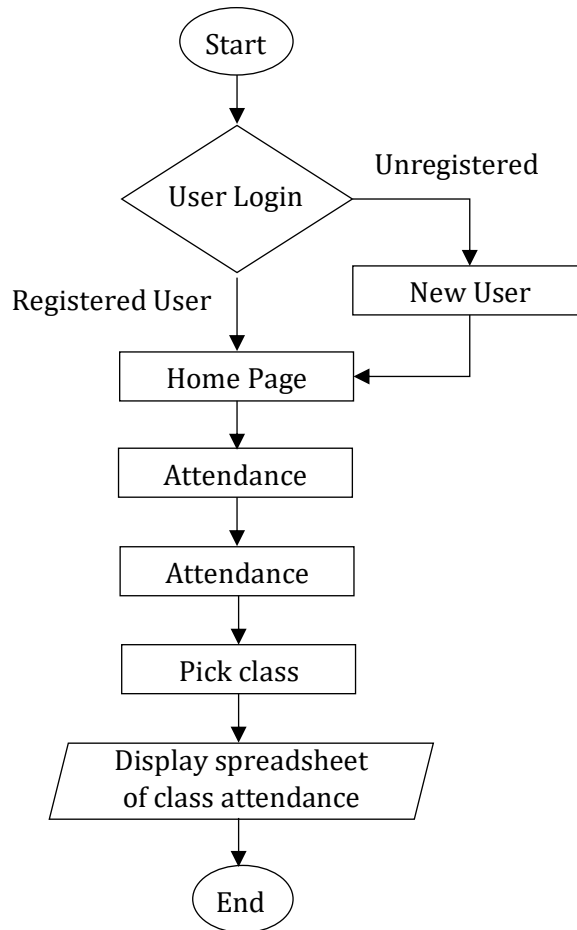 Start
Unregistered
User Login
Registered User
New User
Home Page
Attendance
Attendance
Pick class
Display spreadsheet
of class attendance
End